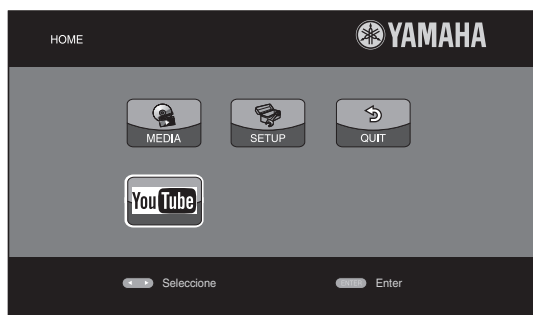 HOME
YAMAHA
MEDIA SETUP QUIT
YouTube
Seleccione ENTER Enter